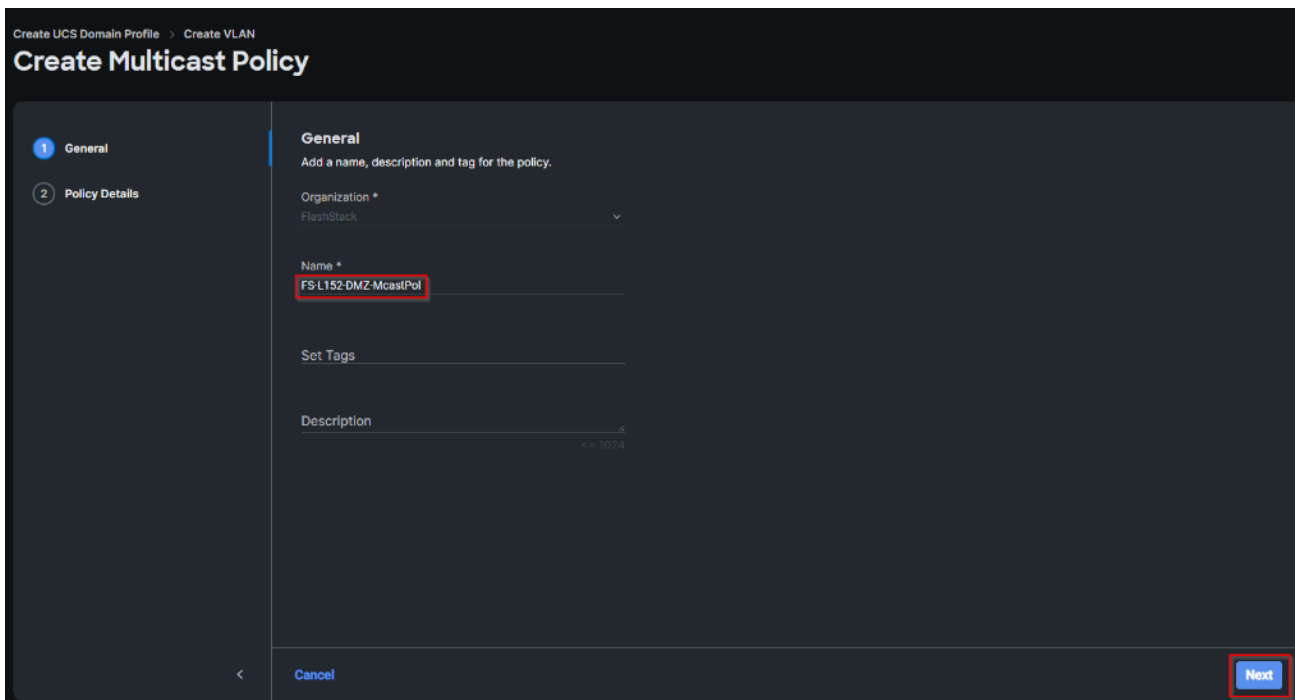 Create UCS Domain Profile > Create VLAN
Create Multicast Policy
1 General
2 Policy Details
General
Add a name, description and tag for the policy.
Organization *
FlashStack
Name *
FS-L152-DMZ-McastPol
Set Tags
Description
<= 1024
< Cancel Next